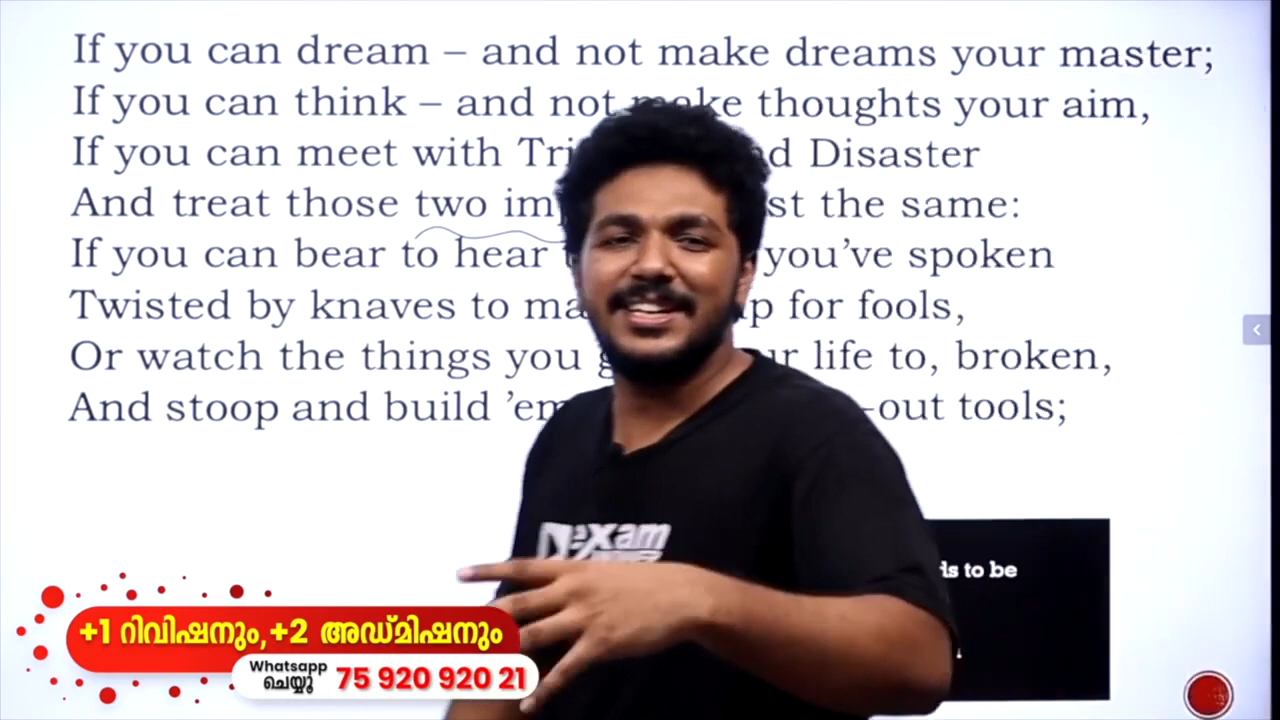 If you can dream – and not make dreams your master;
If you can think – and not make thoughts your aim,
If you can meet with Tri d Disaster
And treat those two im st the same:
If you can bear to hear you’ve spoken
Twisted by knaves to ma p for fools,
Or watch the things you g ur life to, broken,
And stoop and build ’em -out tools;
exam
ds to be
+1 റിവിഷനും,+2 അഡ്മിഷനും
Whatsapp ചെയ്യൂ 75 920 920 21